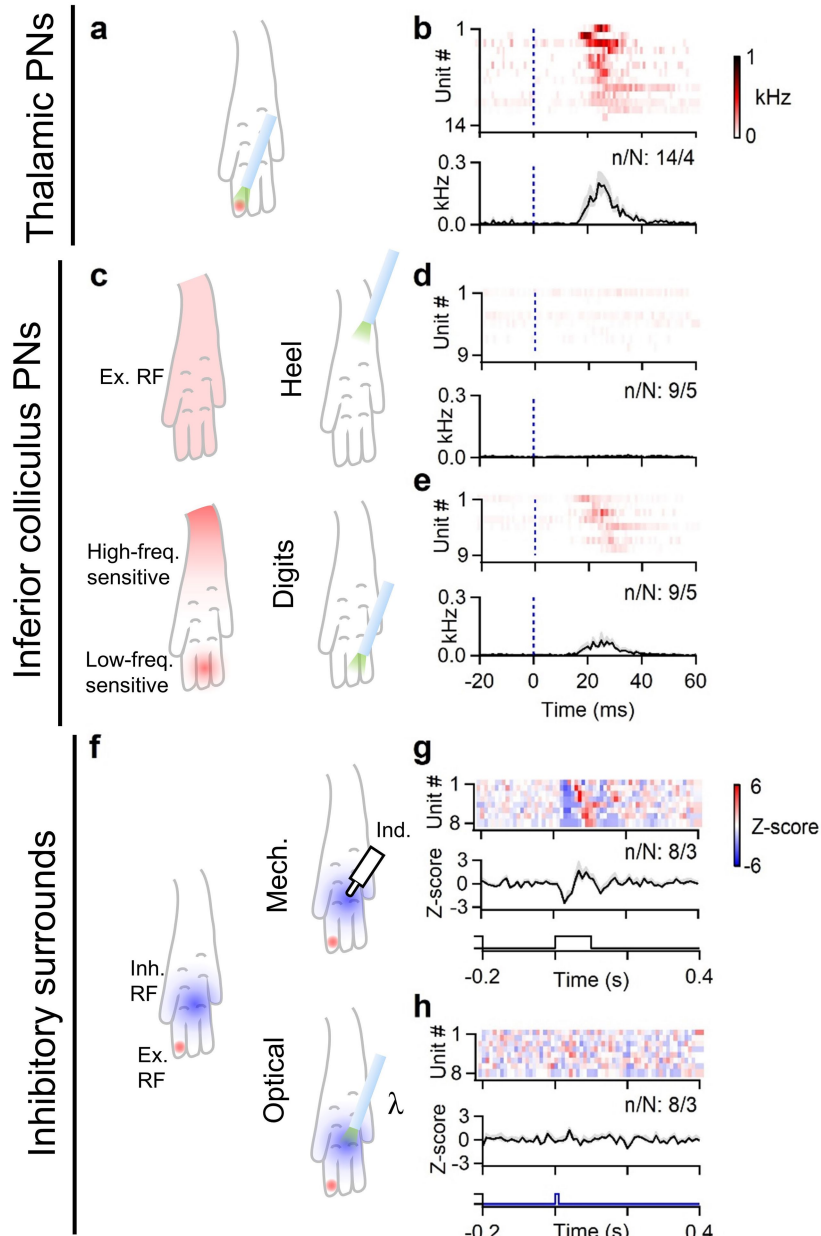 Thalamic PNs
a
b
1
Unit #
14
1
kHz
0
n/N: 14/4
0.3
kHz
0.0
Inferior colliculus PNs
c
Ex. RF
Heel
d
1
Unit #
9
n/N: 9/5
0.3
kHz
0.0
High-freq.
sensitive
Low-freq.
sensitive
Digits
e
1
Unit #
9
n/N: 9/5
0.3
kHz
0.0
-20 0 20 40 60
Time (ms)
Inhibitory surrounds
f
Inh.
RF
Ex.
RF
Mech.
Ind.
g
1
Unit #
8
6
Z-score
-6
n/N: 8/3
3
0
-3
Z-score
-0.2 Time (s) 0.4
Optical
λ
h
1
Unit #
8
n/N: 8/3
3
0
-3
Z-score
-0.2 Time (s) 0.4